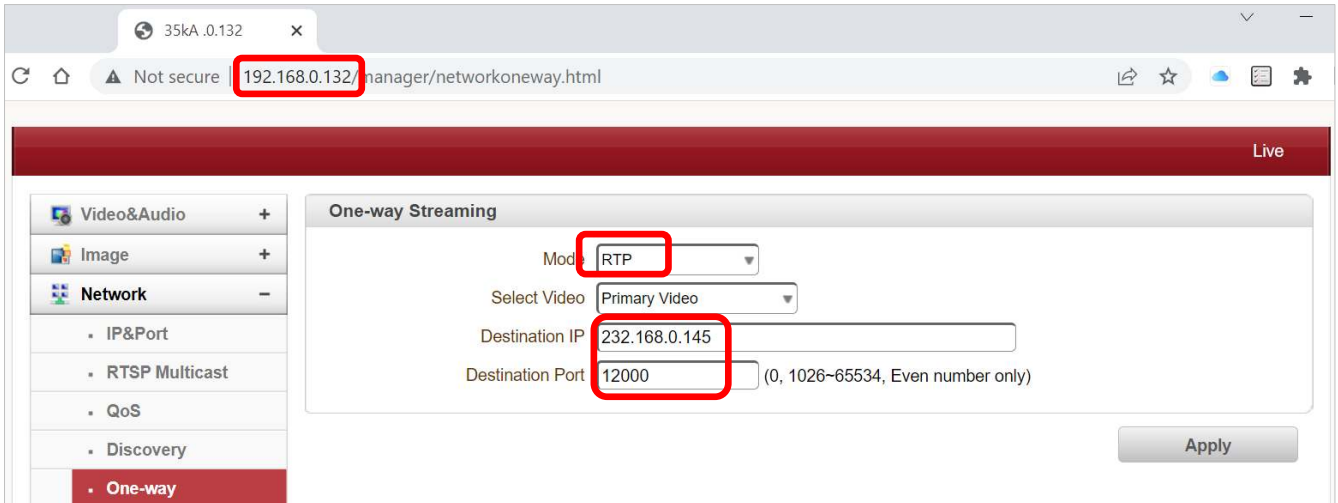 35kA .0.132
Not secure 192.168.0.132/manager/networkoneway.html
Live
Video&Audio +
Image +
Network −
IP&Port
RTSP Multicast
QoS
Discovery
One-way
One-way Streaming
Mode RTP
Select Video Primary Video
Destination IP 232.168.0.145
Destination Port 12000 (0, 1026~65534, Even number only)
Apply